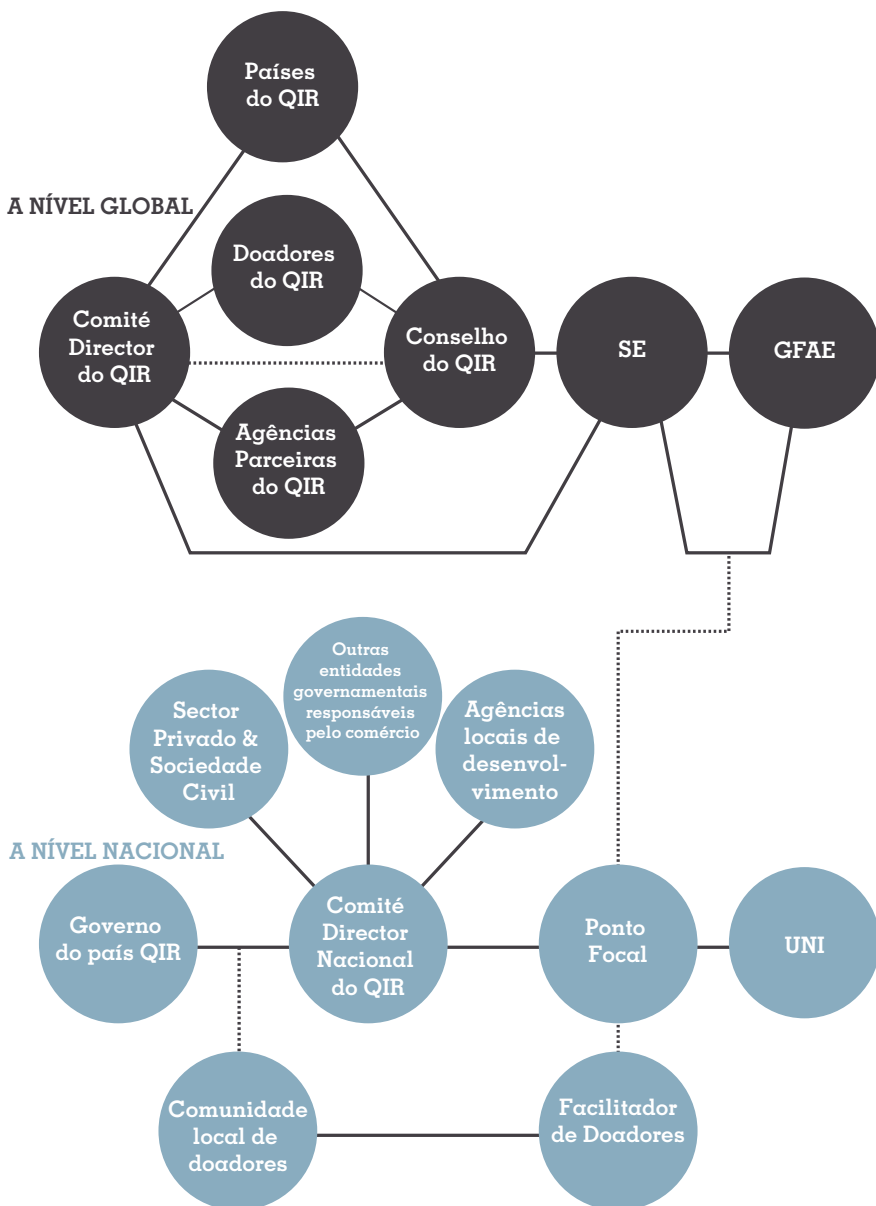 Países
do QIR
A NÍVEL GLOBAL
Doadores
do QIR
Comité
Director
do QIR
Conselho
do QIR
SE
GFAE
Agências
Parceiras
do QIR
Outras
entidades
governamentais
responsáveis
pelo comércio
Sector
Privado &
Sociedade
Civil
Agências
locais de
desenvol-
vimento
A NÍVEL NACIONAL
Governo
do país QIR
Comité
Director
Nacional
do QIR
Ponto
Focal
UNI
Comunidade
local de
doadores
Facilitador
de Doadores